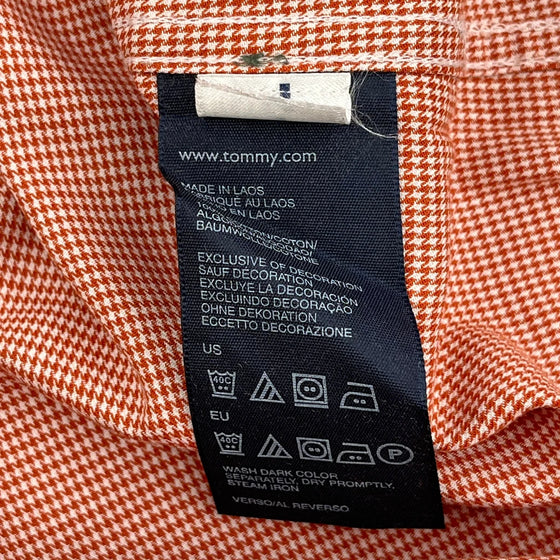 www.tommy.com
MADE IN LAOS
FABRIQUÉ AU LAOS
EN LAOS
BAUMWOLLE
EXCLUSIVE OF DECORATION
SAUF DÉCORATION
EXCLUYE LA DECORACIÓN
EXCLUINDO DECORAÇÃO
OHNE DEKORATION
ECCETTO DECORAZIONE
US
40C
EU
40C P
WASH DARK COLOR
SEPARATELY, DRY PROMPTLY,
STEAM IRON
VERSO/AL REVERSO